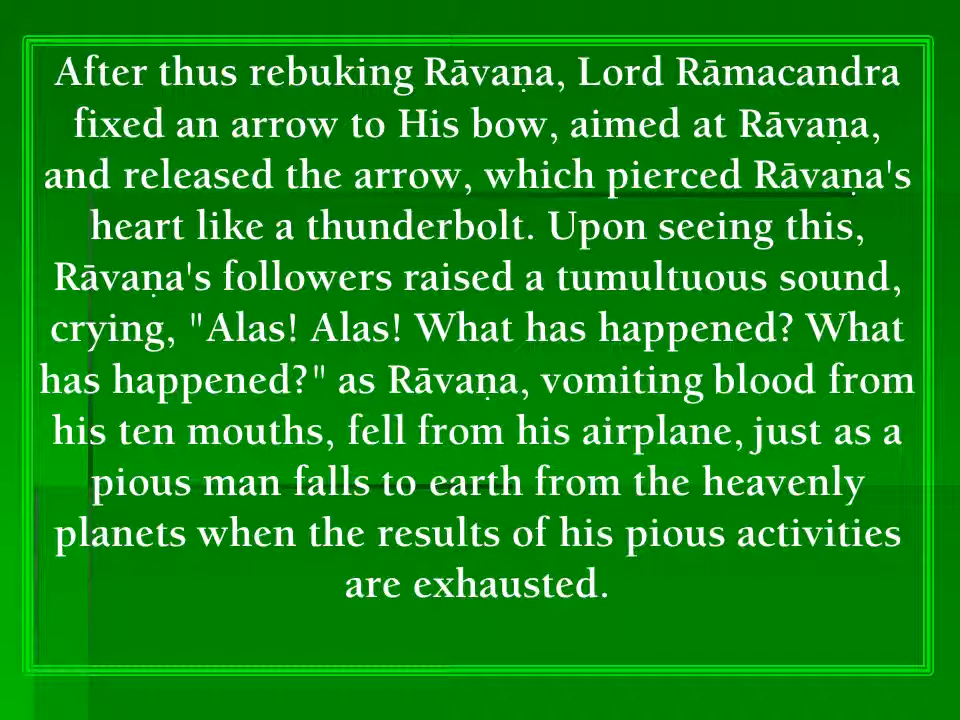 After thus rebuking Rāvaṇa, Lord Rāmacandra
fixed an arrow to His bow, aimed at Rāvaṇa,
and released the arrow, which pierced Rāvaṇa's
heart like a thunderbolt. Upon seeing this,
Rāvaṇa's followers raised a tumultuous sound,
crying, "Alas! Alas! What has happened? What
has happened?" as Rāvaṇa, vomiting blood from
his ten mouths, fell from his airplane, just as a
pious man falls to earth from the heavenly
planets when the results of his pious activities
are exhausted.